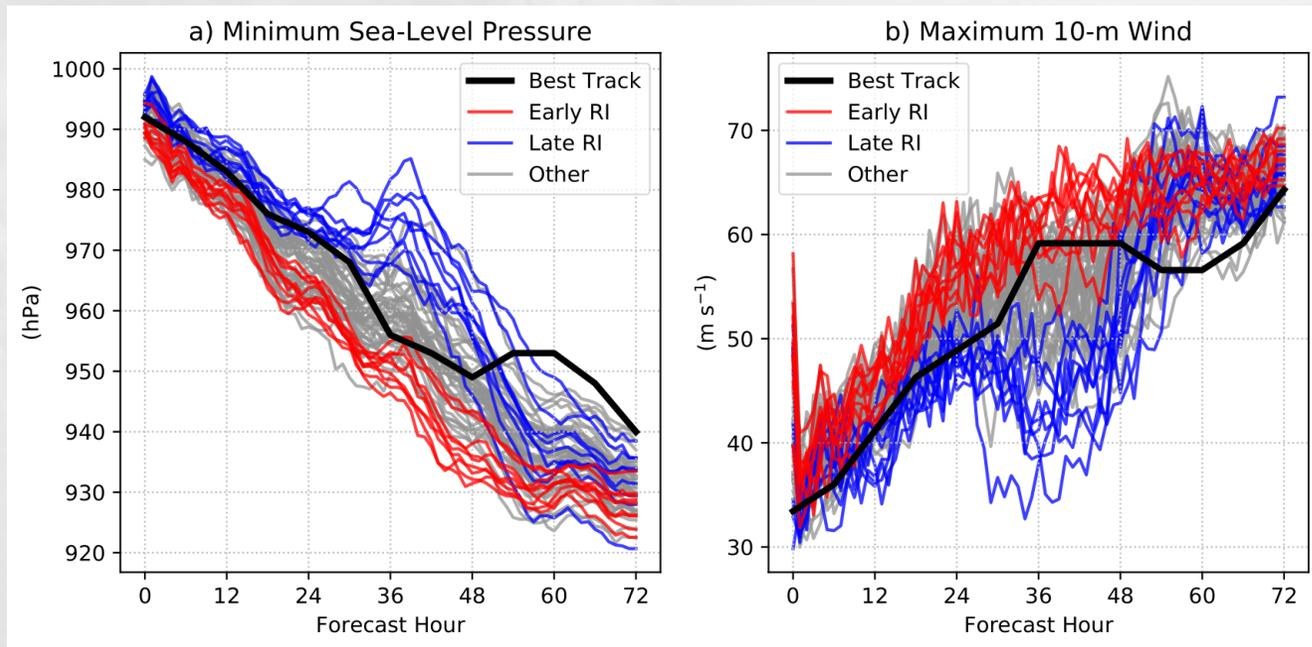 a) Minimum Sea-Level Pressure
1000
990
980
970
960
950
940
930
920
(hPa)
Best Track
Early RI
Late RI
Other
0 12 24 36 48 60 72
Forecast Hour
b) Maximum 10-m Wind
70
60
50
40
30
(m s⁻¹)
Best Track
Early RI
Late RI
Other
0 12 24 36 48 60 72
Forecast Hour